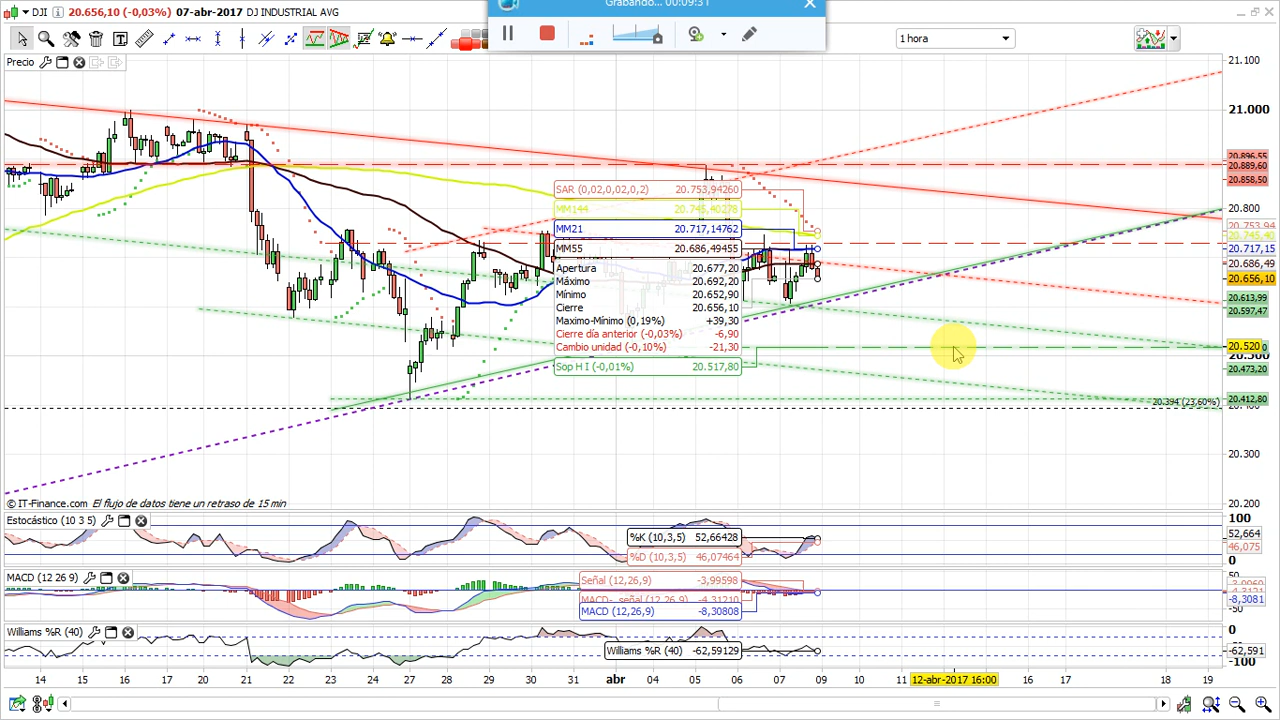 Grabando... 00:09:31
DJI 20.656,10 (-0,03%) 07-abr-2017 DJ INDUSTRIAL AVG
1 hora
Precio
21.100
21.000
20.896,55
20.889,60
20.858,50
20.800
20.753,94
20.745,40
20.717,15
20.686,49
20.656,10
20.613,99
20.597,47
20.520
20.500
20.473,20
20.412,80
20.394 (23,60%)
20.300
20.200
SAR (0,02,0,02,0,2) 20.753,94260
MM144 20.745,40278
MM21 20.717,14762
MM55 20.686,49455
Apertura 20.677,20
Máximo 20.692,20
Mínimo 20.652,90
Cierre 20.656,10
Maximo-Mínimo (0,19%) +39,30
Cierre día anterior (-0,03%) -6,90
Cambio unidad (-0,10%) -21,30
Sop H I (-0,01%) 20.517,80
© IT-Finance.com El flujo de datos tiene un retraso de 15 min
Estocástico (10 3 5)
%K (10,3,5) 52,66428
%D (10,3,5) 46,07464
100
52,664
46,075
0
MACD (12 26 9)
Señal (12,26,9) -3,99598
MACD - señal (12,26,9) -4,31210
MACD (12,26,9) -8,30808
50
-8,3081
-50
Williams %R (40)
Williams %R (40) -62,59129
0
-62,591
-100
14 15 16 17 20 21 22 23 24 27 28 29 30 31 abr 04 05 06 07 09 10 11 12-abr-2017 16:00 16 17 18 19